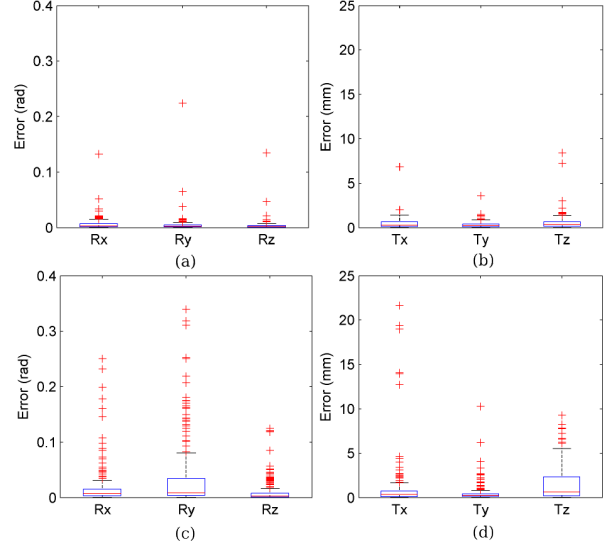 0.4
0.3
0.2
0.1
0
Error (rad)
Rx Ry Rz
(a)
25
20
15
10
5
0
Error (mm)
Tx Ty Tz
(b)
0.4
0.3
0.2
0.1
0
Error (rad)
Rx Ry Rz
(c)
25
20
15
10
5
0
Error (mm)
Tx Ty Tz
(d)